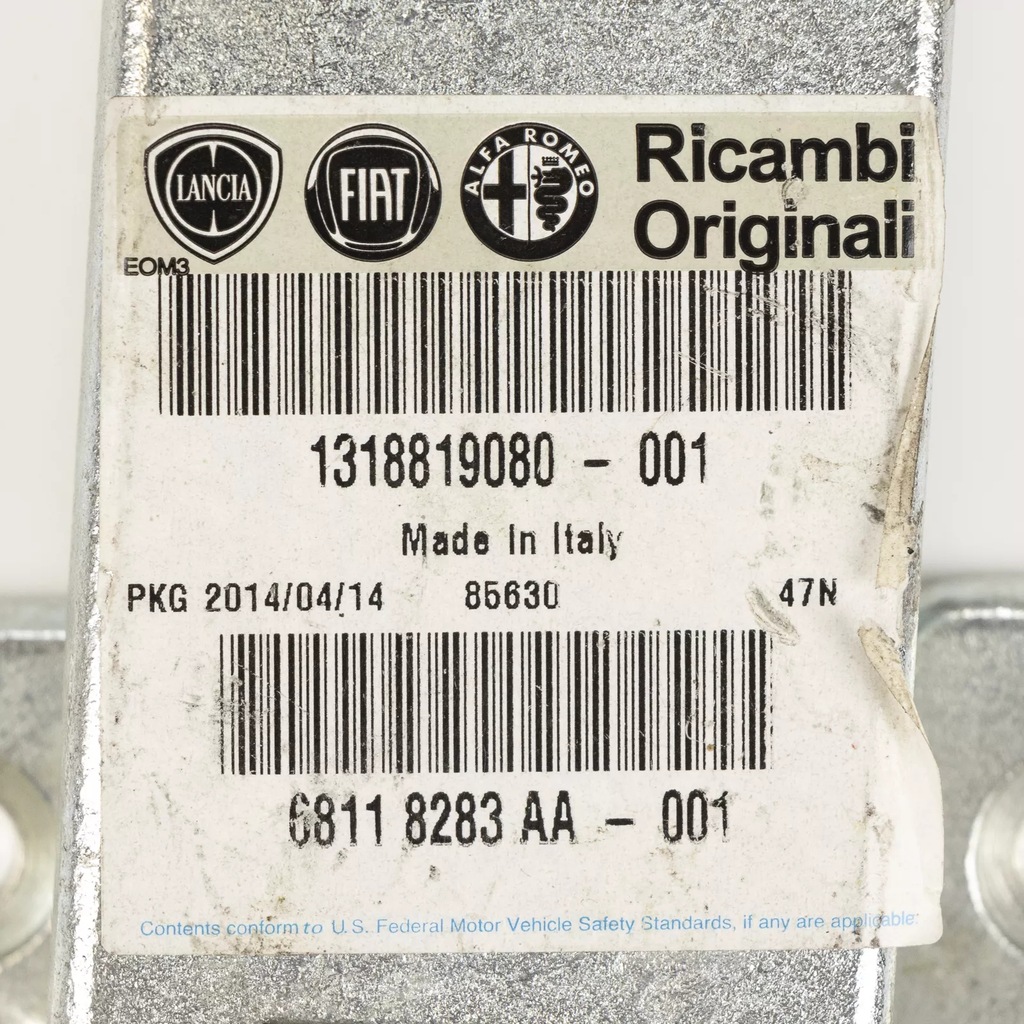 LANCIA FIAT ALFA ROMEO Ricambi
Originali
EOM3
1318819080 - 001
Made In Italy
PKG 2014/04/14 85630 47N
6811 8283 AA - 001
Contents conform to U.S. Federal Motor Vehicle Safety Standards, if any are applicable.